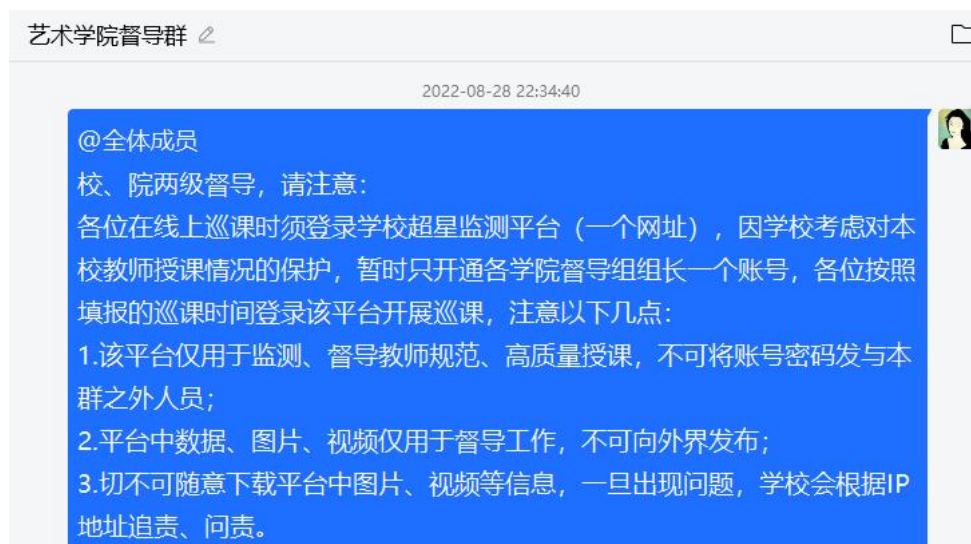 艺术学院督导群
2022-08-28 22:34:40
@全体成员
校、院两级督导，请注意：
各位在线上巡课时须登录学校超星监测平台（一个网址），因学校考虑对本
校教师授课情况的保护，暂时只开通各学院督导组组长一个账号，各位按照
填报的巡课时间登录该平台开展巡课，注意以下几点：
1.该平台仅用于监测、督导教师规范、高质量授课，不可将账号密码发与本
群之外人员；
2.平台中数据、图片、视频仅用于督导工作，不可向外界发布；
3.切不可随意下载平台中图片、视频等信息，一旦出现问题，学校会根据IP
地址追责、问责。